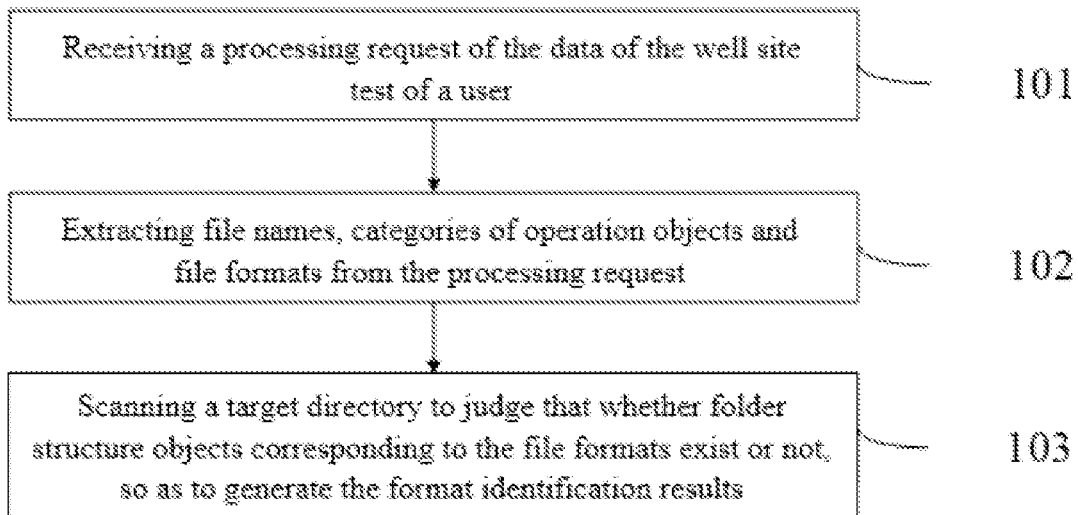 Receiving a processing request of the data of the well site
test of a user
101
Extracting file names, categories of operation objects and
file formats from the processing request
102
Scanning a target directory to judge that whether folder
structure objects corresponding to the file formats exist or not,
so as to generate the format identification results
103